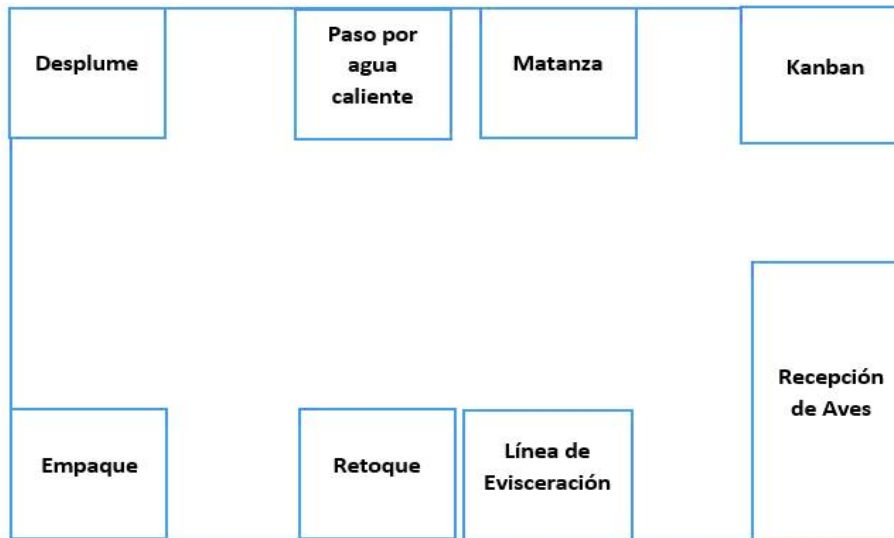 Desplume
Paso por
agua
caliente
Matanza
Kanban
Recepción
de Aves
Empaque
Retoque
Línea de
Evisceración